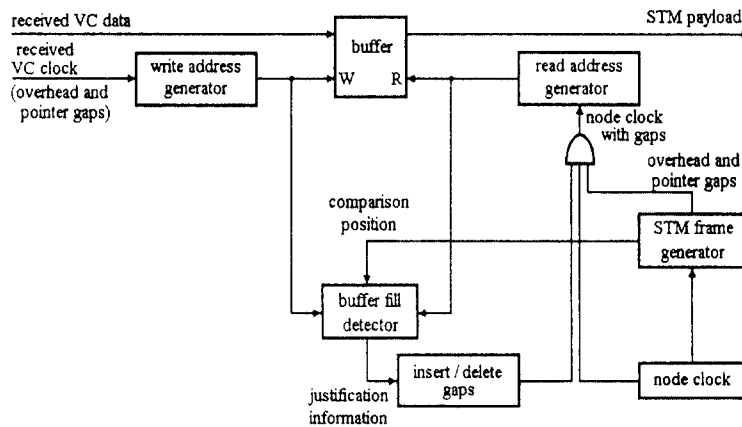 received VC data
STM payload
received
VC clock
(overhead and
pointer gaps)
write address
generator
buffer
W R
read address
generator
node clock
with gaps
overhead and
pointer gaps
comparison
position
STM frame
generator
buffer fill
detector
insert / delete
gaps
node clock
justification
information